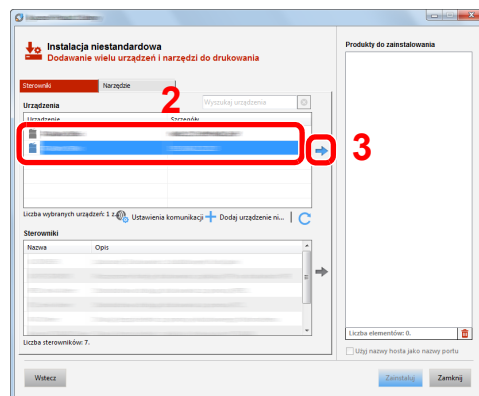 Instalacja niestandardowa
Dodawanie wielu urządzeń i narzędzi do drukowania
Produkty do zainstalowania
Sterowniki
Narzędzie
2
Urządzenia
Wyszukaj urządzenia
Urządzenie
Szczegóły
3
Liczba wybranych urządzeń: 1 z
Ustawienia komunikacji
Dodaj urządzenie ni...
Sterowniki
Nazwa
Opis
Liczba sterowników: 7.
Liczba elementów: 0.
Użyj nazwy hosta jako nazwy portu
Wstecz
Zainstaluj
Zamknij